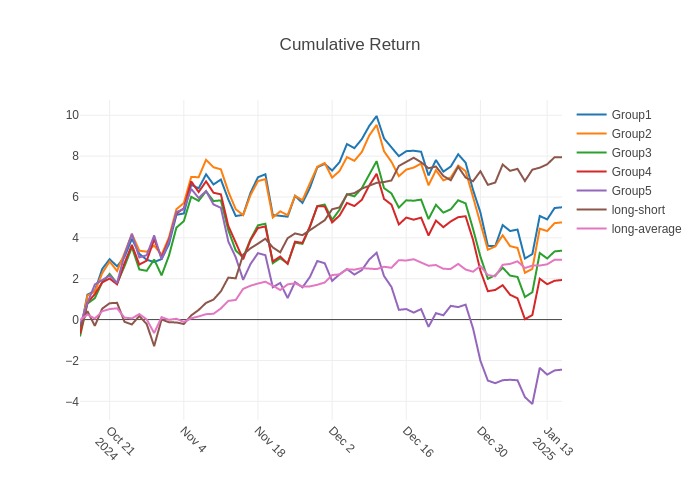 Cumulative Return
10
8
6
4
2
0
−2
−4
Oct 21
2024
Nov 4
Nov 18
Dec 2
Dec 16
Dec 30
Jan 13
2025
Group1
Group2
Group3
Group4
Group5
long-short
long-average